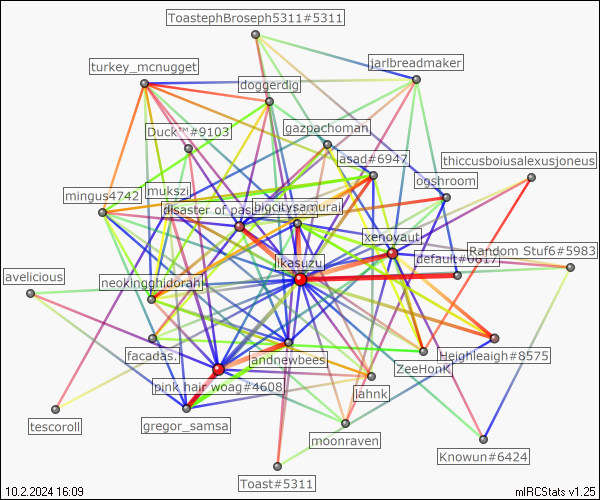 ToastephBroseph5311#5311
jarlbreadmaker
turkey_mcnugget
doggerdig
gazpachoman
Duck™#9103
asad#6947
thiccusboiusalexusjoneus
ogshroom
mukszi
mingus4742
disaster of pas
bigcitysamurai
xenovaut
Random Stuf6#5983
default#0617
Ikasuzu
avelicious
neokingghidorah
facadas.
andnewbees
Heighleaigh#8575
ZeeHonk
pink hair woag#4608
lahnk
tescoroll
gregor_samsa
moonraven
Knowun#6424
Toast#5311
10.2.2024 16:09
mIRCStats v1.25